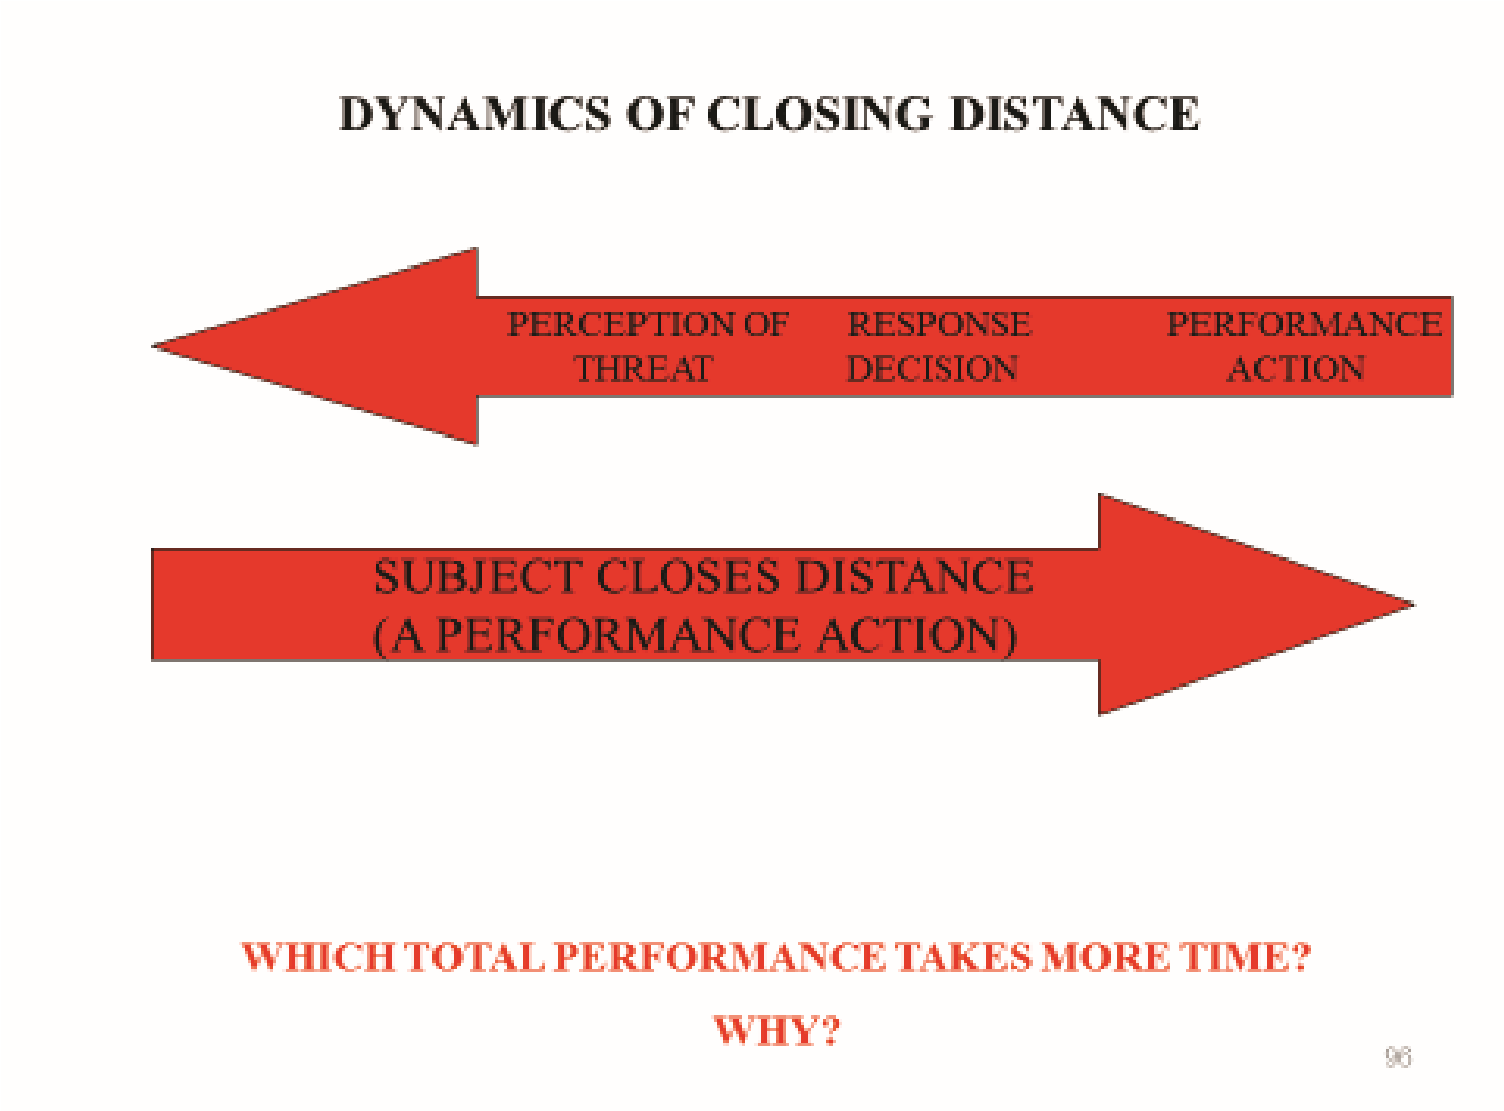 DYNAMICS OF CLOSING DISTANCE
PERCEPTION OF RESPONSE PERFORMANCE
THREAT DECISION ACTION
SUBJECT CLOSES DISTANCE
(A PERFORMANCE ACTION)
WHICH TOTAL PERFORMANCE TAKES MORE TIME?
WHY?
96